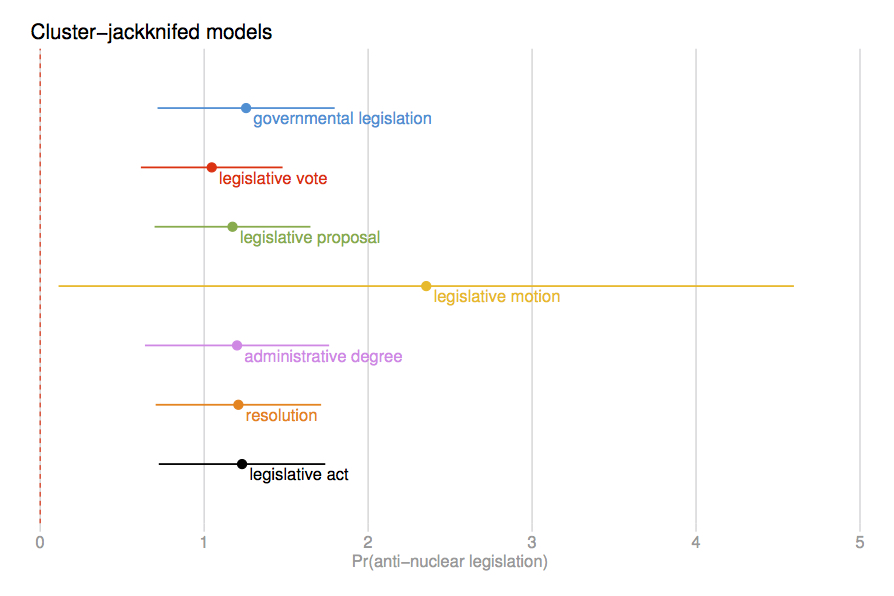 Cluster−jackknifed models
governmental legislation
legislative vote
legislative proposal
legislative motion
administrative degree
resolution
legislative act
0 1 2 3 4 5
Pr(anti−nuclear legislation)